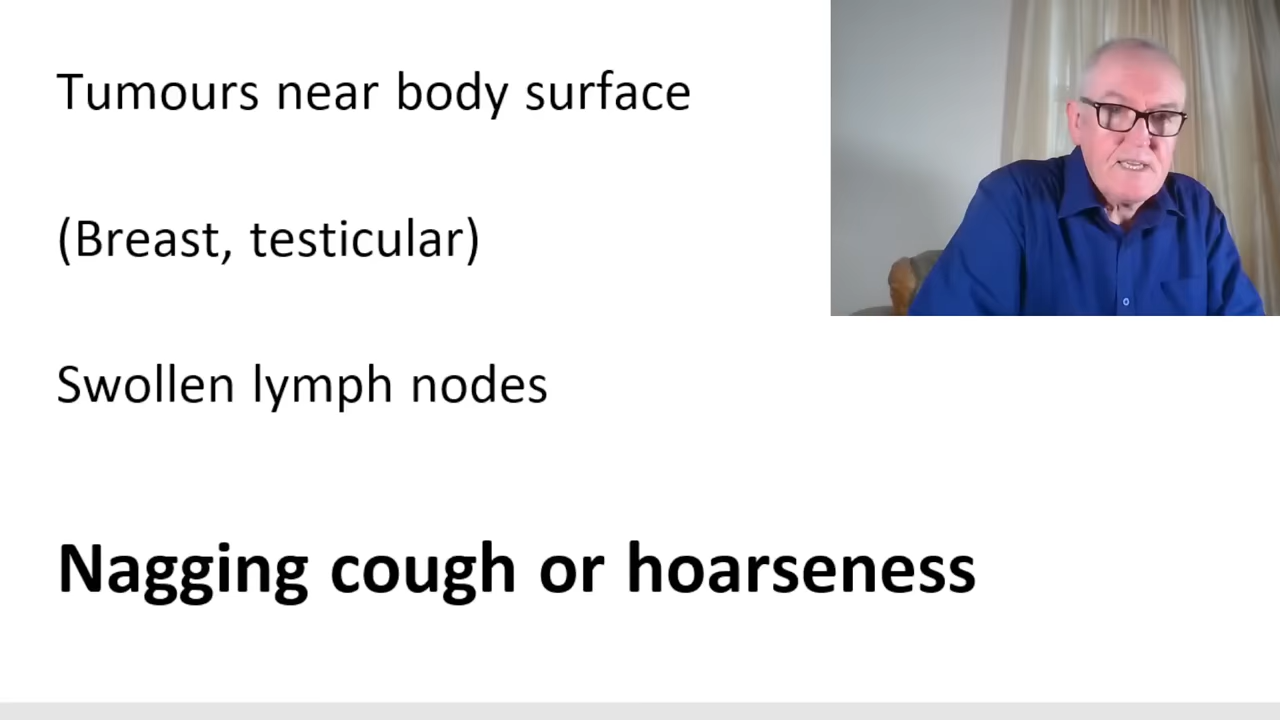 Tumours near body surface
(Breast, testicular)
Swollen lymph nodes
Nagging cough or hoarseness